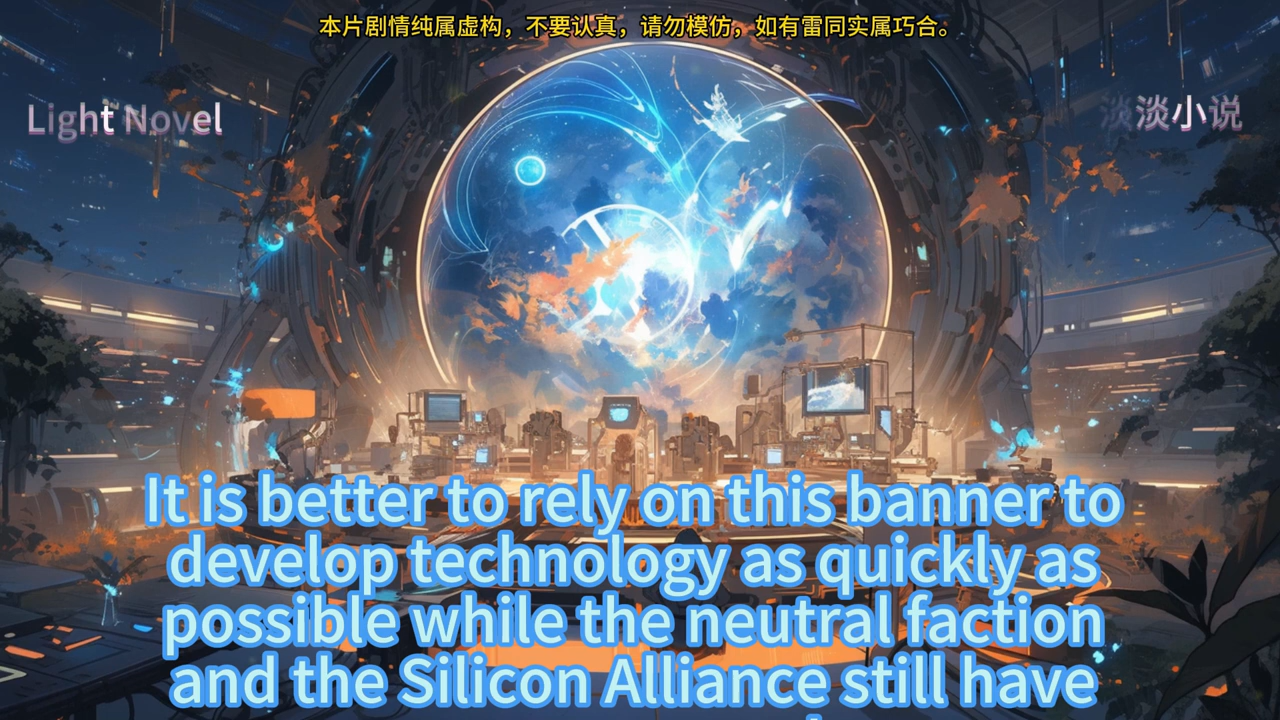 本片剧情纯属虚构，不要认真，请勿模仿，如有雷同实属巧合。
Light Novel
淡淡小说
It is better to rely on this banner to
develop technology as quickly as
possible while the neutral faction
and the Silicon Alliance still have